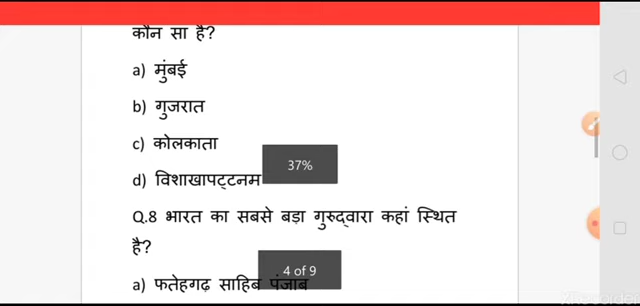 कौन सा है?
a) मुंबई
b) गुजरात
c) कोलकाता
37%
d) विशाखापट्टनम
Q.8 भारत का सबसे बड़ा गुरुद्वारा कहां स्थित
है?
4 of 9
a) फतेहगढ़ साहिब पंजाब